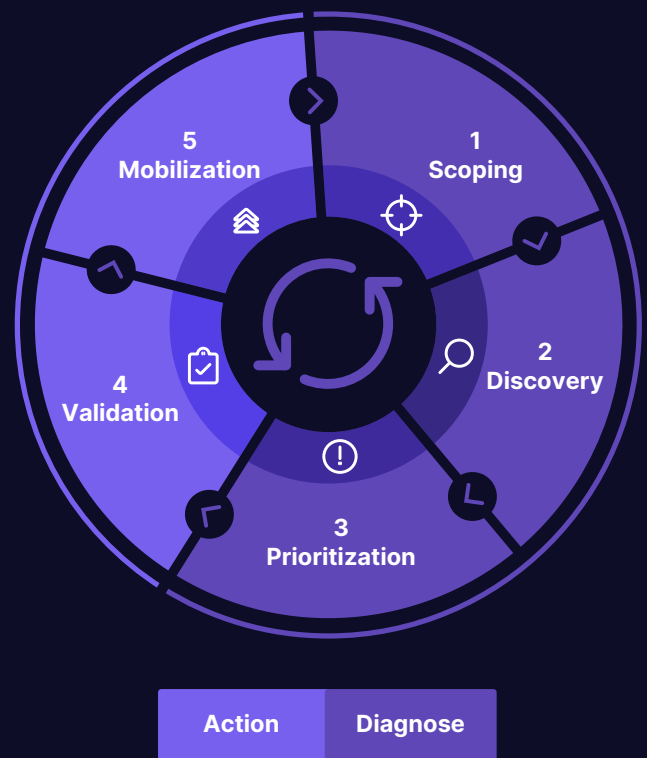 1
Scoping
2
Discovery
3
Prioritization
4
Validation
5
Mobilization
Action
Diagnose